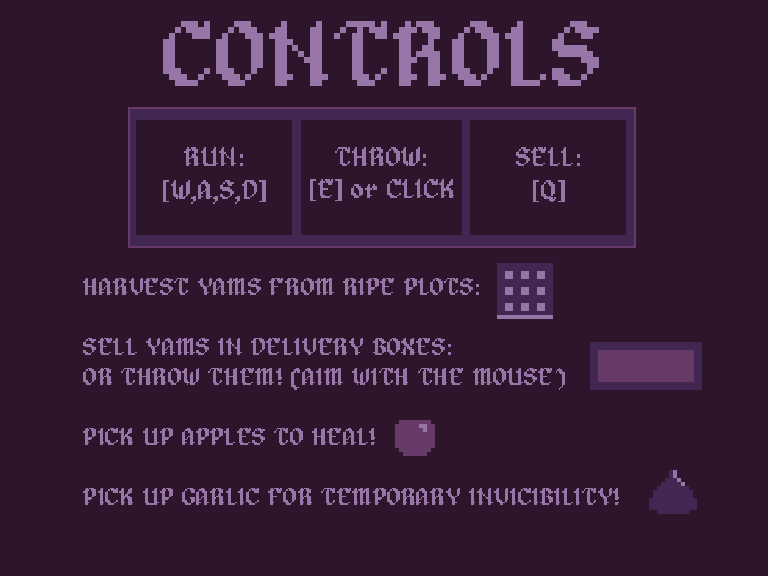 CONTROLS
RUN:
[W,A,S,D]
THROW:
[E] or CLICK
SELL:
[Q]
HARVEST YAMS FROM RIPE PLOTS:
SELL YAMS IN DELIVERY BOXES:
OR THROW THEM! (AIM WITH THE MOUSE)
PICK UP APPLES TO HEAL!
PICK UP GARLIC FOR TEMPORARY INVICIBILITY!